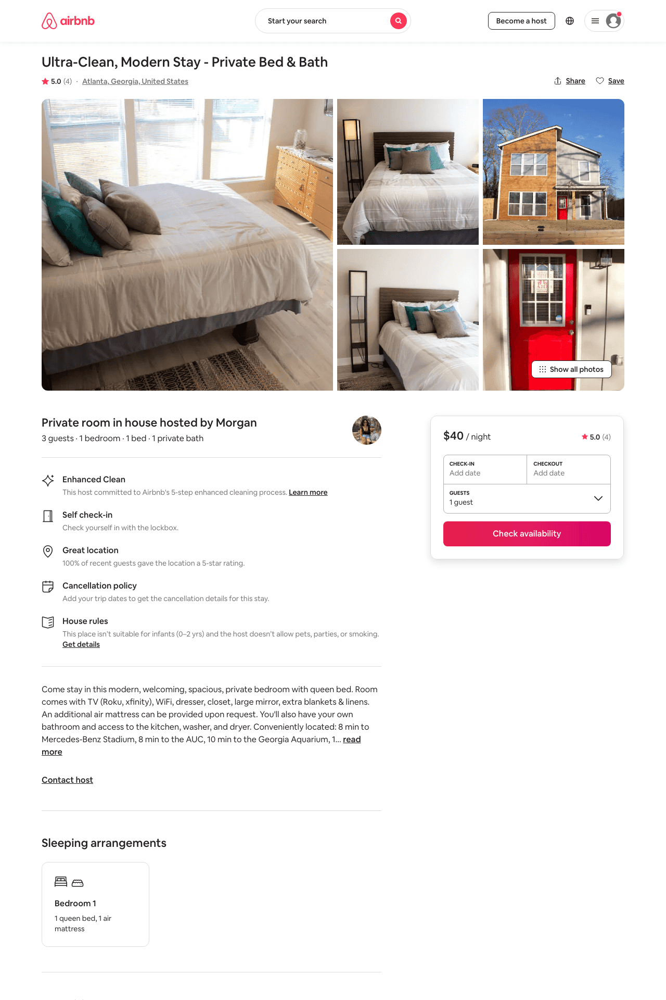 airbnb
Start your search
Become a host
Ultra-Clean, Modern Stay - Private Bed & Bath
5.0 (4) · Atlanta, Georgia, United States
Share
Save
Show all photos
Private room in house hosted by Morgan
3 guests · 1 bedroom · 1 bed · 1 private bath
$40 / night
5.0 (4)
CHECK-IN
Add date
CHECKOUT
Add date
GUESTS
1 guest
Check availability
Enhanced Clean
This host committed to Airbnb's 5-step enhanced cleaning process. Learn more
Self check-in
Check yourself in with the lockbox.
Great location
100% of recent guests gave the location a 5-star rating.
Cancellation policy
Add your trip dates to get the cancellation details for this stay.
House rules
This place isn't suitable for infants (0–2 yrs) and the host doesn't allow pets, parties, or smoking.
Get details
Come stay in this modern, welcoming, spacious, private bedroom with queen bed. Room
comes with TV (Roku, xfinity), WiFi, dresser, closet, large mirror, extra blankets & linens.
An additional air mattress can be provided upon request. You'll also have your own
bathroom and access to the kitchen, washer, and dryer. Conveniently located: 8 min to
Mercedes-Benz Stadium, 8 min to the AUC, 10 min to the Georgia Aquarium, 1... read
more
Contact host
Sleeping arrangements
Bedroom 1
1 queen bed, 1 air
mattress